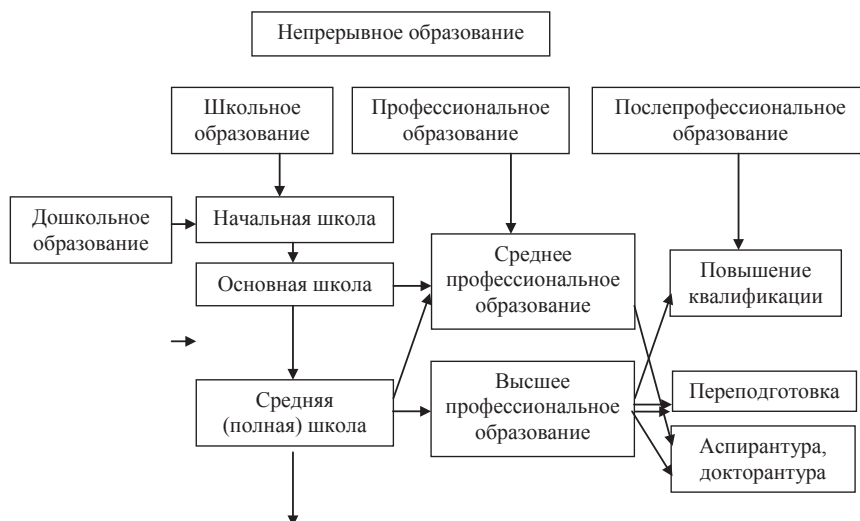 Непрерывное образование
Школьное
образование
Профессиональное
образование
Послепрофессиональное
образование
Дошкольное
образование
Начальная школа
Основная школа
Среднее
профессиональное
образование
Повышение
квалификации
Средняя
(полная) школа
Высшее
профессиональное
образование
Переподготовка
Аспирантура,
докторантура